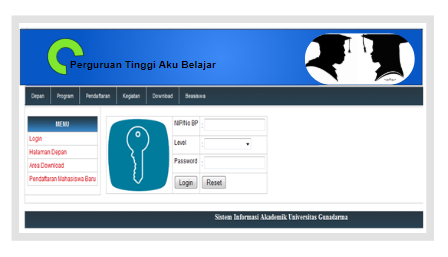 Perguruan Tinggi Aku Belajar
Depan Program Pendaftaran Kegiatan Download Beasiswa
MENU
Login
Halaman Depan
Area Download
Pendaftaran Mahasiswa Baru
NIP/No BP :
Level :
Password :
Login Reset
Sistem Informasi Akademik Universitas Gunadarma